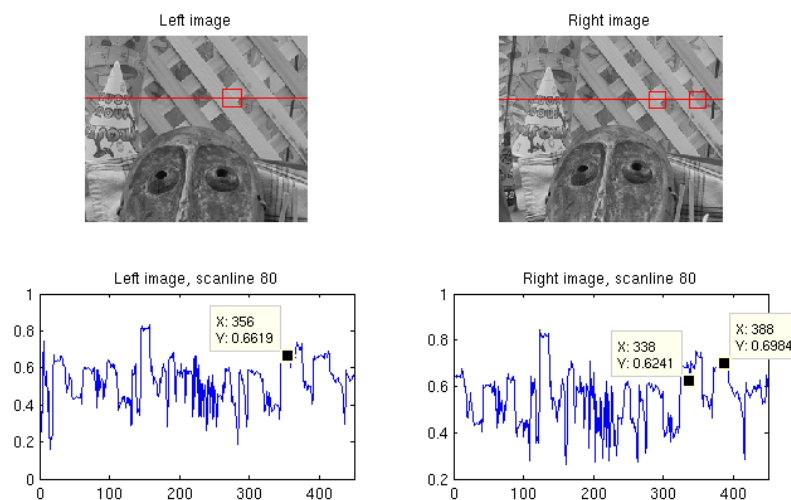 Left image
Right image
Left image, scanline 80
Right image, scanline 80
1
0.8
0.6
0.4
0.2
0
0
100
200
300
400
X: 356
Y: 0.6619
1
0.8
0.6
0.4
0.2
0
100
200
300
400
X: 338
Y: 0.6241
X: 388
Y: 0.6984